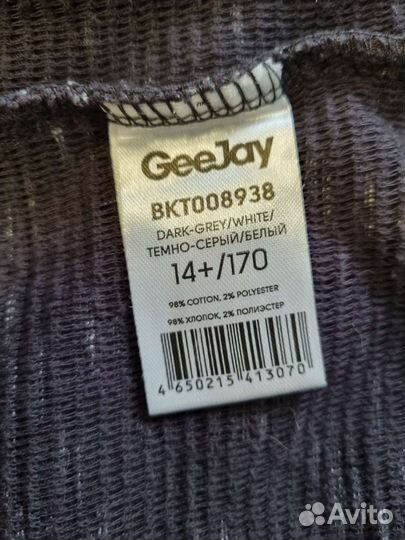 GeeJay
BKT008938
DARK-GREY/WHITE/
ТЕМНО-СЕРЫЙ/БЕЛЫЙ
14+/170
98% COTTON, 2% POLYESTER
98% ХЛОПОК, 2% ПОЛИЭСТЕР
4 650215 413070
Avito